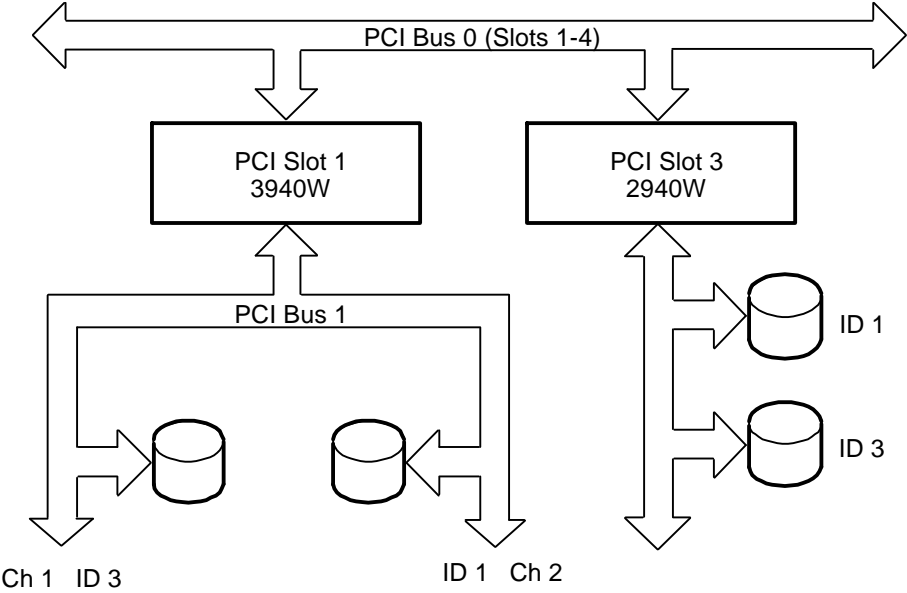 PCI Bus 0 (Slots 1-4)
PCI Slot 1
3940W
PCI Slot 3
2940W
PCI Bus 1
ID 1
ID 3
Ch 1 ID 3
ID 1 Ch 2